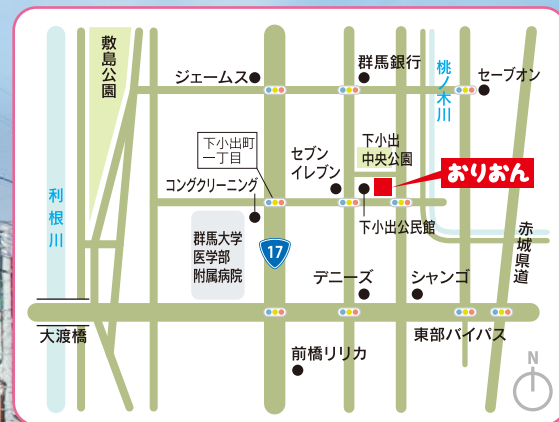 敷島公園
ジェームス
群馬銀行
桃ノ木川
セーブオン
下小出町
一丁目
セブン
イレブン
下小出
中央公園
おりおん
コングクリーニング
下小出公民館
利根川
群馬大学
医学部
附属病院
17
赤城県道
デニーズ
シャンゴ
大渡橋
東部バイパス
前橋リリカ
N